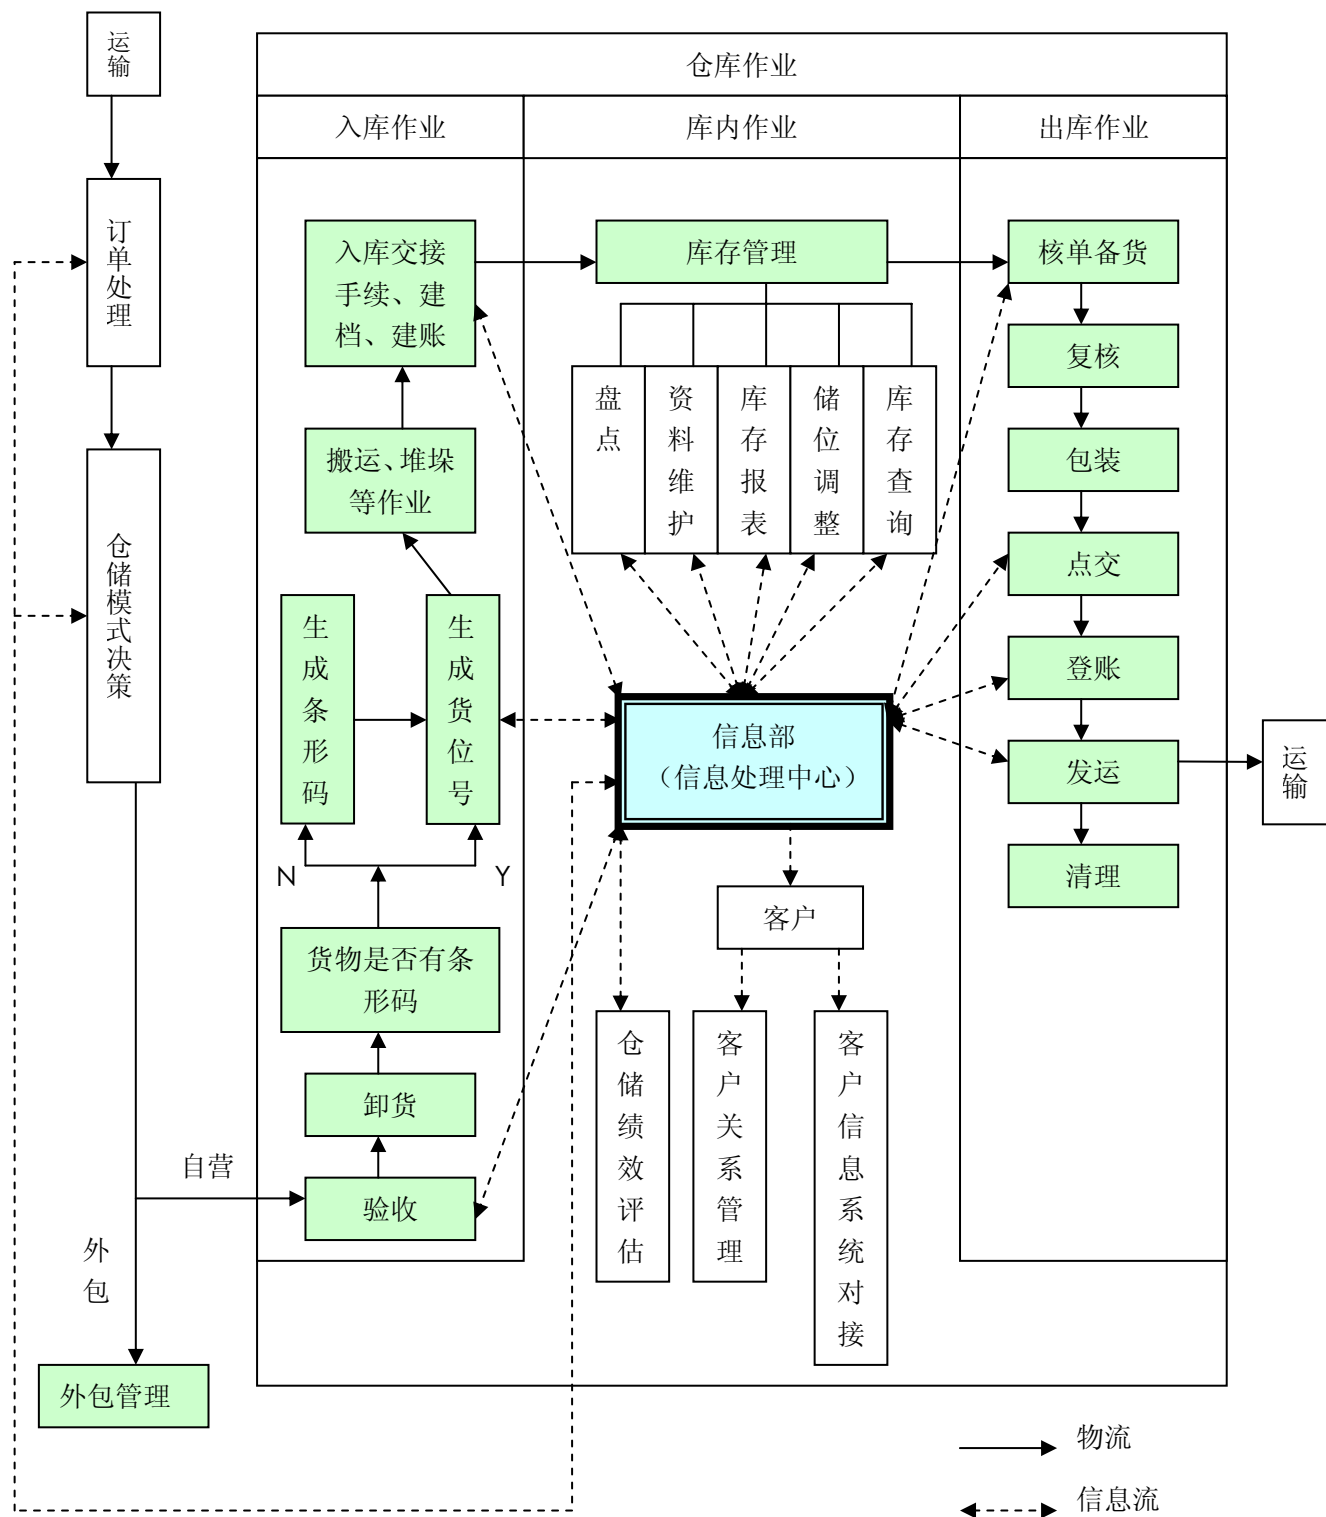 运输
仓库作业
入库作业
库内作业
出库作业
订单处理
仓储模式决策
自营
外包
外包管理
入库交接
手续、建
档、建账
搬运、堆垛
等作业
生成条形码
生成货位号
N
Y
货物是否有条
形码
卸货
验收
库存管理
盘点
资料维护
库存报表
储位调整
库存查询
信息部
（信息处理中心）
客户
仓储绩效评估
客户关系管理
客户信息系统对接
核单备货
复核
包装
点交
登账
发运
清理
运输
物流
信息流